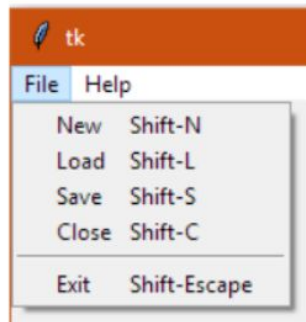 tk
File Help
New Shift-N
Load Shift-L
Save Shift-S
Close Shift-C
Exit Shift-Escape